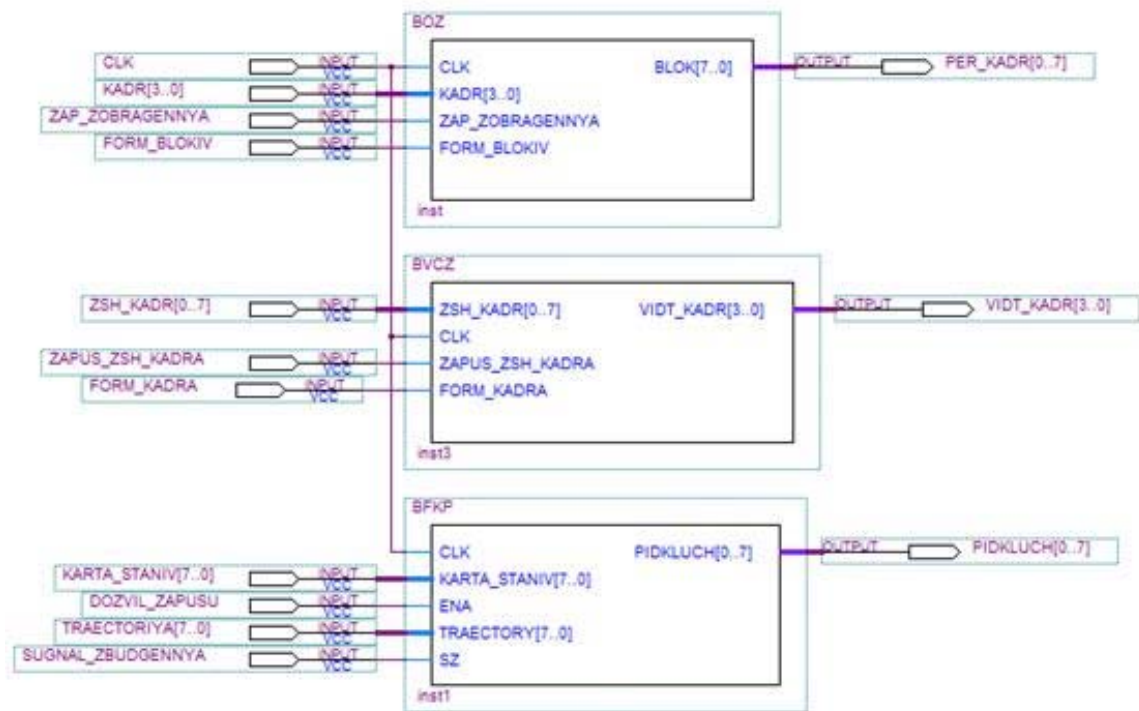 BOZ
CLK INPUT VCC CLK BLOK[7..0] OUTPUT PER_KADR[0..7]
KADR[3..0] INPUT VCC KADR[3..0]
ZAP_ZOBRAGENNYA INPUT VCC ZAP_ZOBRAGENNYA
FORM_BLOKIV INPUT VCC FORM_BLOKIV
inst
BVCZ
ZSH_KADR[0..7] INPUT VCC ZSH_KADR[0..7] VIDT_KADR[3..0] OUTPUT VIDT_KADR[3..0]
CLK
ZAPUS_ZSH_KADRA INPUT VCC ZAPUS_ZSH_KADRA
FORM_KADRA INPUT VCC FORM_KADRA
inst3
BFKP
CLK PIDKLUCH[0..7] OUTPUT PIDKLUCH[0..7]
KARTA_STANIV[7..0] INPUT VCC KARTA_STANIV[7..0]
DOZVIL_ZAPUSU INPUT VCC ENA
TRAECTORIYA[7..0] INPUT VCC TRAECTORY[7..0]
SUGNAL_ZBUDGENNYA INPUT VCC SZ
inst1